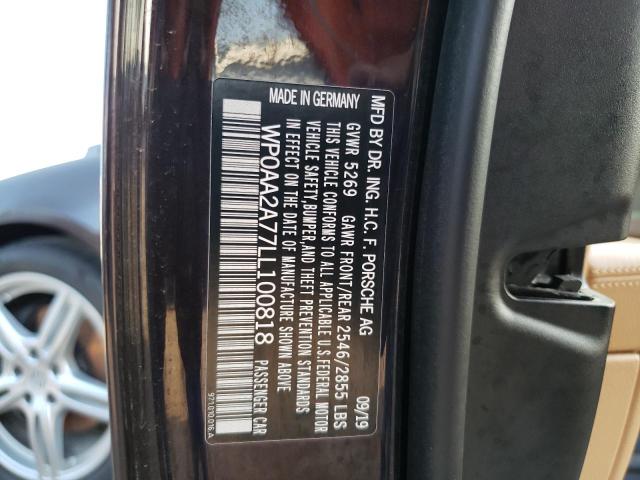 MFD BY DR. ING. H.C. F. PORSCHE AG
MADE IN GERMANY
09/19
GVWR 5269 GAWR FRONT/REAR 2546/2855 LBS
THIS VEHICLE CONFORMS TO ALL APPLICABLE U.S.FEDERAL MOTOR
VEHICLE SAFETY,BUMPER,AND THEFT PREVENTION STANDARDS
IN EFFECT ON THE DATE OF MANUFACTURE SHOWN ABOVE
WP0AA2A77LL100818
PASSENGER CAR